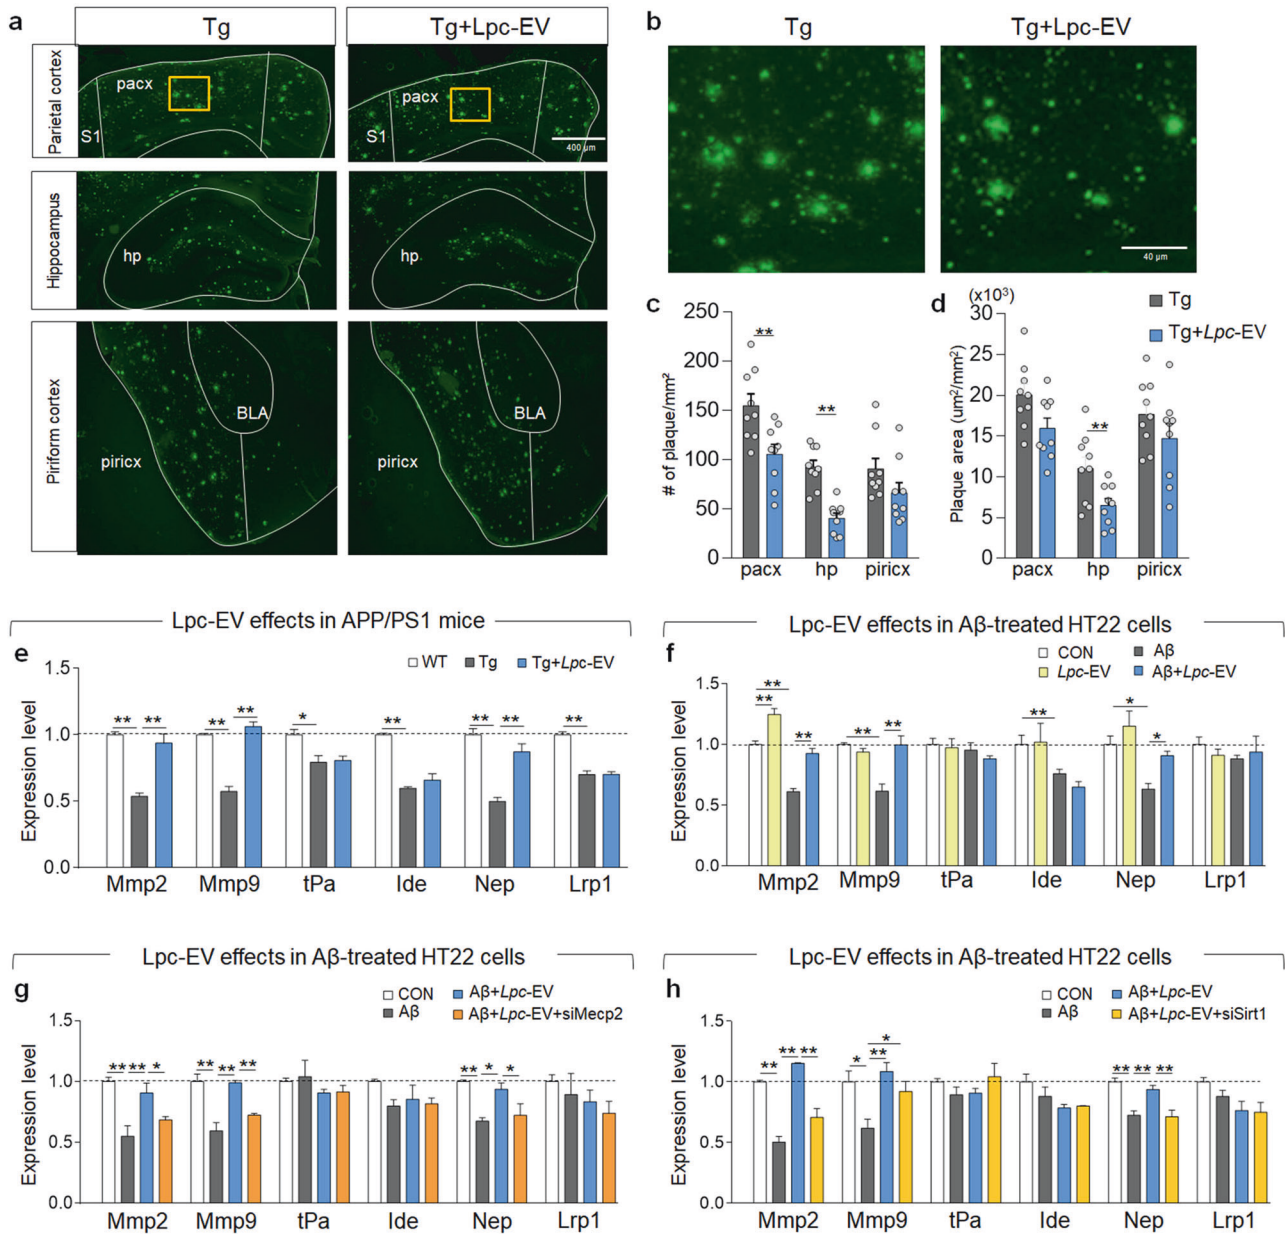 a
Tg
Tg+Lpc-EV
Parietal cortex
pacx
S1
pacx
400 µm
Hippocampus
hp
hp
Piriform cortex
BLA
piricx
BLA
piricx
b
Tg
Tg+Lpc-EV
40 µm
c
# of plaque/mm²
250
200
150
100
50
0
**
**
pacx hp piricx
d
(x10³)
Plaque area (um²/mm²)
30
25
20
15
10
5
0
**
pacx hp piricx
Tg
Tg+Lpc-EV
Lpc-EV effects in APP/PS1 mice
e
WT Tg Tg+Lpc-EV
Expression level
1.5
1.0
0.5
0.0
** ** ** ** * ** ** ** **
Mmp2 Mmp9 tPa Ide Nep Lrp1
Lpc-EV effects in Aβ-treated HT22 cells
f
CON Aβ
Lpc-EV Aβ+Lpc-EV
Expression level
1.5
1.0
0.5
0.0
** ** ** ** ** ** * *
Mmp2 Mmp9 tPa Ide Nep Lrp1
Lpc-EV effects in Aβ-treated HT22 cells
g
CON Aβ+Lpc-EV
Aβ Aβ+Lpc-EV+siMecp2
Expression level
1.5
1.0
0.5
0.0
** ** * ** ** ** ** * *
Mmp2 Mmp9 tPa Ide Nep Lrp1
Lpc-EV effects in Aβ-treated HT22 cells
h
CON Aβ+Lpc-EV
Aβ Aβ+Lpc-EV+siSirt1
Expression level
1.5
1.0
0.5
0.0
** ** ** * ** * ** ** **
Mmp2 Mmp9 tPa Ide Nep Lrp1